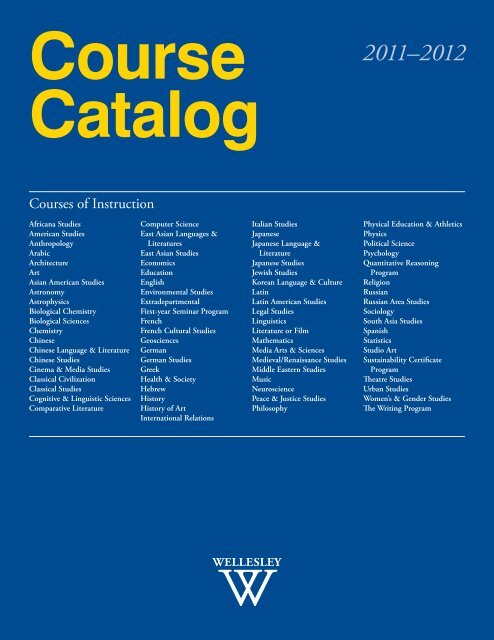 Course
Catalog
2011–2012
Courses of Instruction
Africana Studies
American Studies
Anthropology
Arabic
Architecture
Art
Asian American Studies
Astronomy
Astrophysics
Biological Chemistry
Biological Sciences
Chemistry
Chinese
Chinese Language & Literature
Chinese Studies
Cinema & Media Studies
Classical Civilization
Classical Studies
Cognitive & Linguistic Sciences
Comparative Literature
Computer Science
East Asian Languages &
Literatures
East Asian Studies
Economics
Education
English
Environmental Studies
Extradepartmental
First-year Seminar Program
French
French Cultural Studies
Geosciences
German
German Studies
Greek
Health & Society
Hebrew
History
History of Art
International Relations
Italian Studies
Japanese
Japanese Language &
Literature
Japanese Studies
Jewish Studies
Korean Language & Culture
Latin
Latin American Studies
Legal Studies
Linguistics
Literature or Film
Mathematics
Media Arts & Sciences
Medieval/Renaissance Studies
Middle Eastern Studies
Music
Neuroscience
Peace & Justice Studies
Philosophy
Physical Education & Athletics
Physics
Political Science
Psychology
Quantitative Reasoning
Program
Religion
Russian
Russian Area Studies
Sociology
South Asia Studies
Spanish
Statistics
Studio Art
Sustainability Certificate
Program
Theatre Studies
Urban Studies
Women's & Gender Studies
The Writing Program
WELLESLEY
W